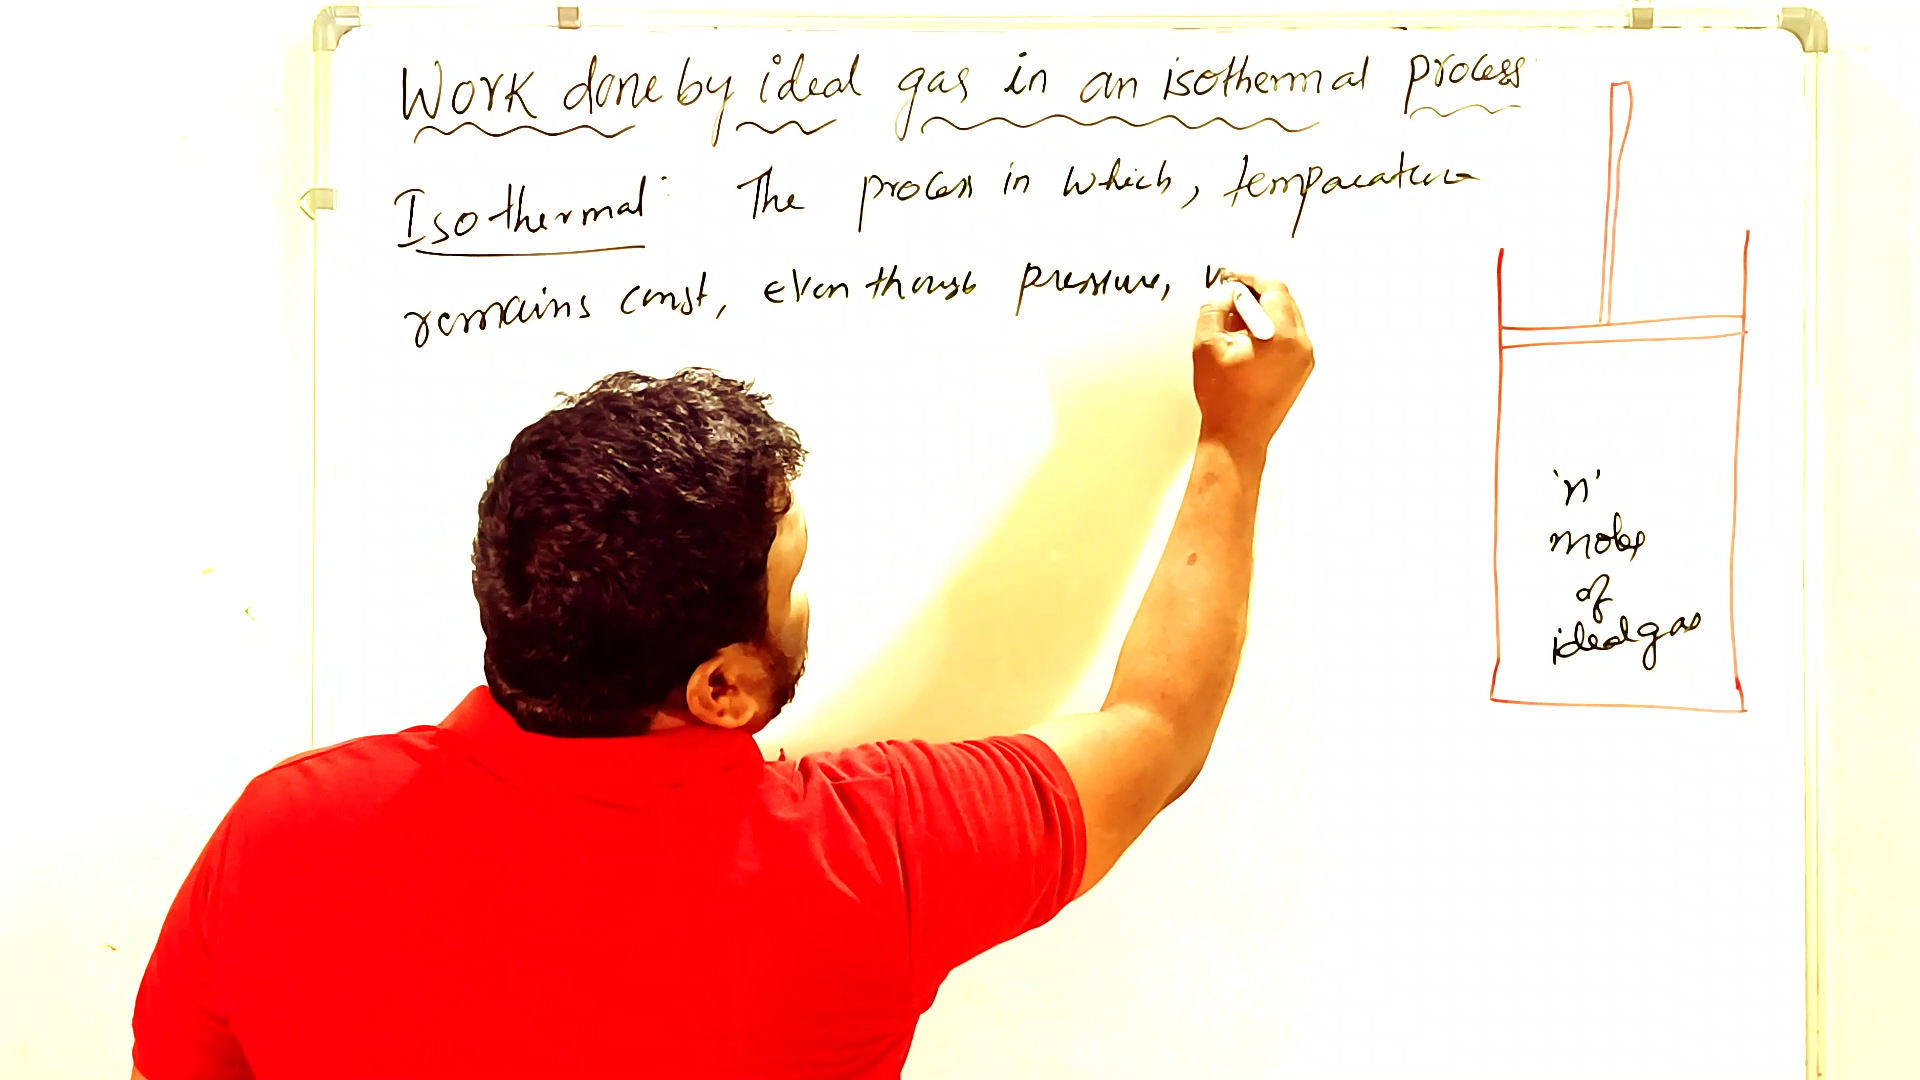 Work done by ideal gas in an isothermal process
Isothermal: The process in which, temparature
remains const, even though pressure, v
'n'
moles
of
ideal gas